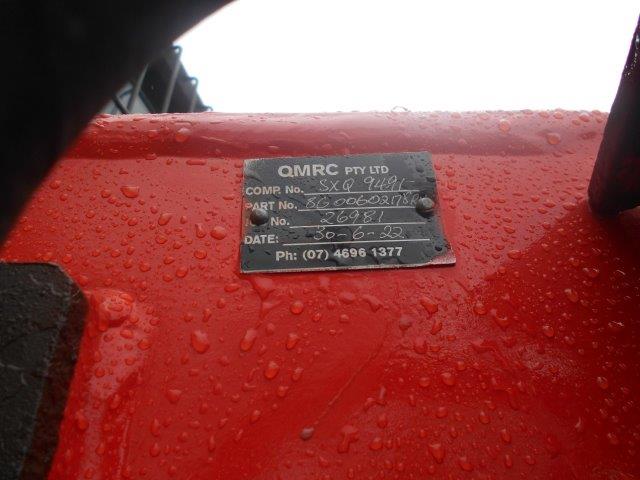 QMRC PTY LTD
COMP. No. SXQ 9491
PART No. 8G00602178R
No. 26981
DATE: 30-6-22
Ph: (07) 4696 1377